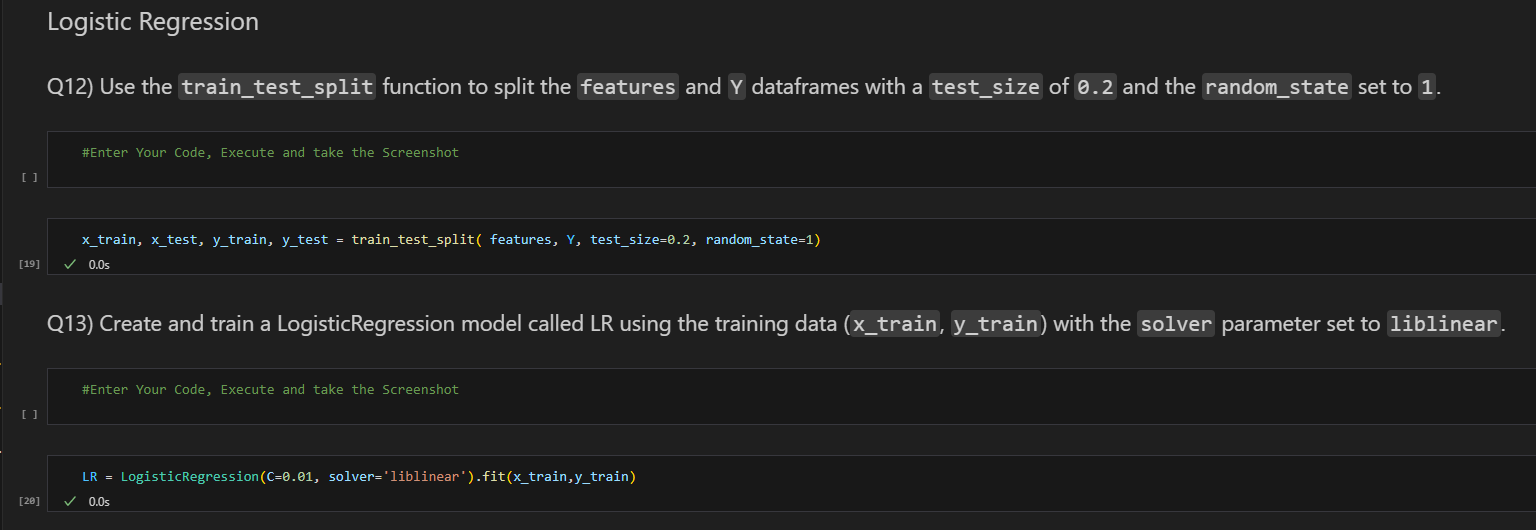 Logistic Regression
Q12) Use the train_test_split function to split the features and Y dataframes with a test_size of 0.2 and the random_state set to 1.
#Enter Your Code, Execute and take the Screenshot
[ ]
x_train, x_test, y_train, y_test = train_test_split( features, Y, test_size=0.2, random_state=1)
[19] ✓ 0.0s
Q13) Create and train a LogisticRegression model called LR using the training data (x_train, y_train) with the solver parameter set to liblinear.
#Enter Your Code, Execute and take the Screenshot
[ ]
LR = LogisticRegression(C=0.01, solver='liblinear').fit(x_train,y_train)
[20] ✓ 0.0s